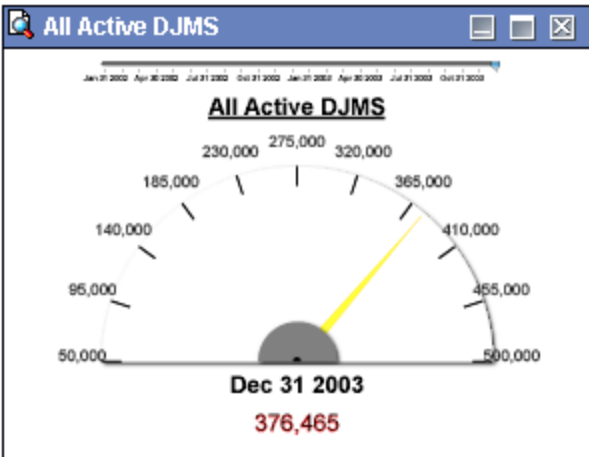 All Active DJMS
Jan 31 2002 Apr 30 2002 Jul 31 2002 Oct 31 2002 Jan 31 2003 Apr 30 2003 Jul 31 2003 Oct 31 2003
All Active DJMS
275,000
230,000 320,000
185,000 365,000
140,000 410,000
95,000 455,000
50,000 500,000
Dec 31 2003
376,465